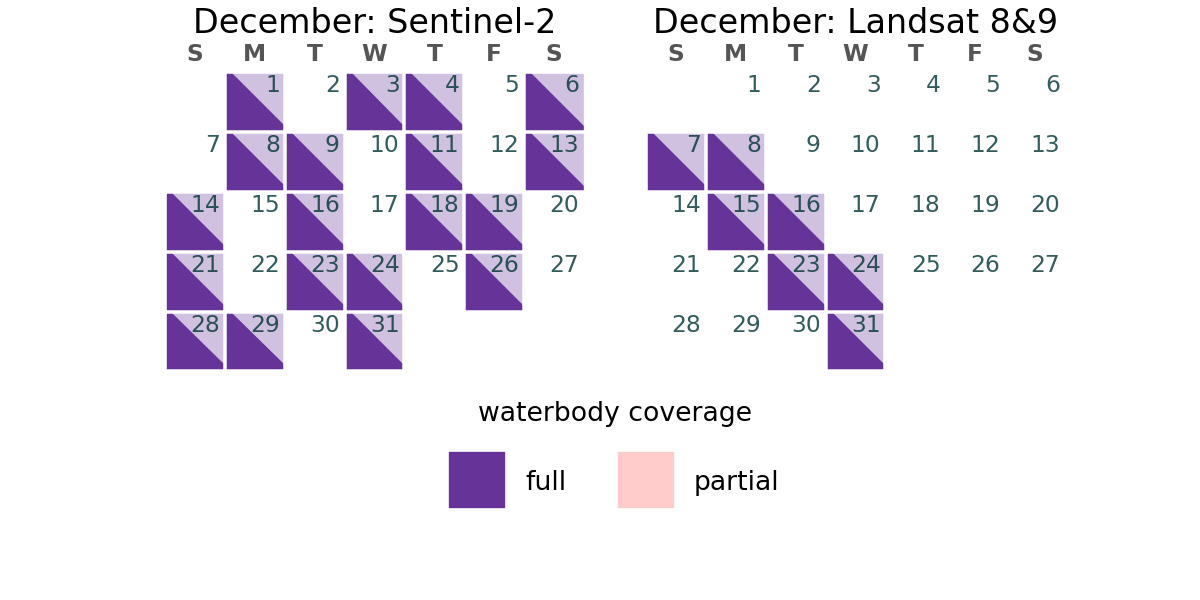 December: Sentinel-2
S M T W T F S
1 2 3 4 5 6
7 8 9 10 11 12 13
14 15 16 17 18 19 20
21 22 23 24 25 26 27
28 29 30 31
December: Landsat 8&9
S M T W T F S
1 2 3 4 5 6
7 8 9 10 11 12 13
14 15 16 17 18 19 20
21 22 23 24 25 26 27
28 29 30 31
waterbody coverage
full partial